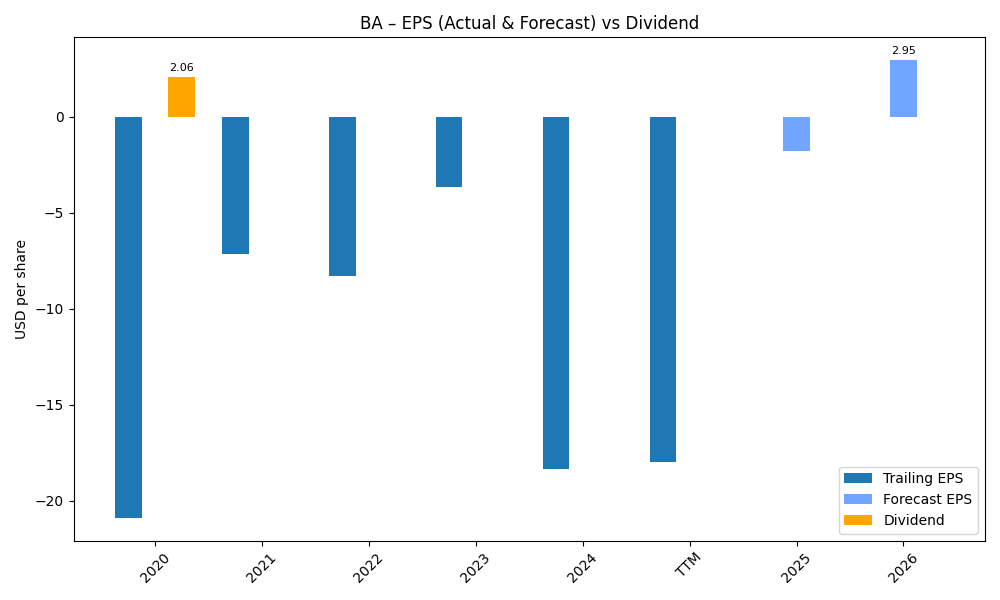 BA – EPS (Actual & Forecast) vs Dividend
2.06
2.95
USD per share
0
−5
−10
−15
−20
2020
2021
2022
2023
2024
TTM
2025
2026
Trailing EPS
Forecast EPS
Dividend